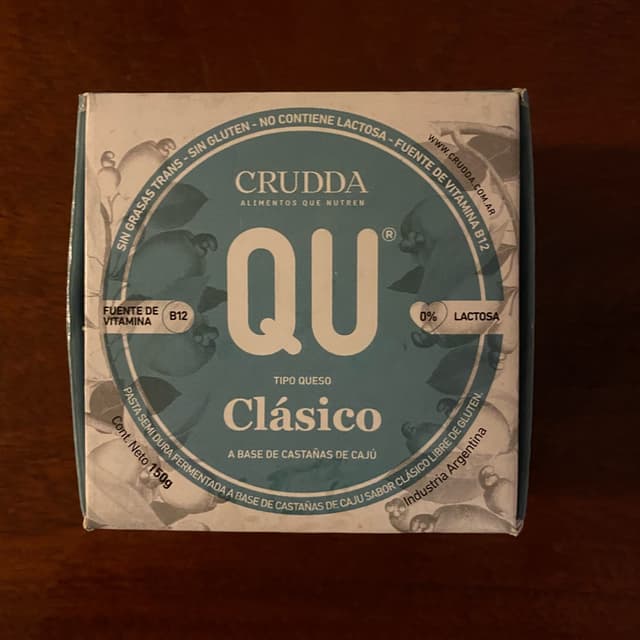 SIN GRASAS TRANS - SIN GLUTEN - NO CONTIENE LACTOSA - FUENTE DE VITAMINA B12
WWW.CRUDDA.COM.AR
CRUDDA
ALIMENTOS QUE NUTREN
QU®
FUENTE DE
VITAMINA
B12
0%
LACTOSA
TIPO QUESO
Clásico
A BASE DE CASTAÑAS DE CAJÚ
PASTA SEMI DURA FERMENTADA A BASE DE CASTAÑAS DE CAJU SABOR CLÁSICO LIBRE DE GLUTEN.
Cont. Neto 150g
Industria Argentina